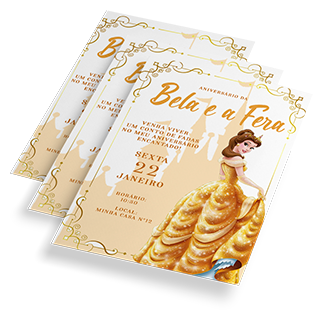 ANIVERSÁRIO DA
Bela e a Fera
VENHA VIVER
UM CONTO DE FADAS
NO MEU ANIVERSÁRIO
ENCANTADO!
SEXTA
22
JANEIRO
HORÁRIO:
10:30
LOCAL:
MINHA CASA Nº12